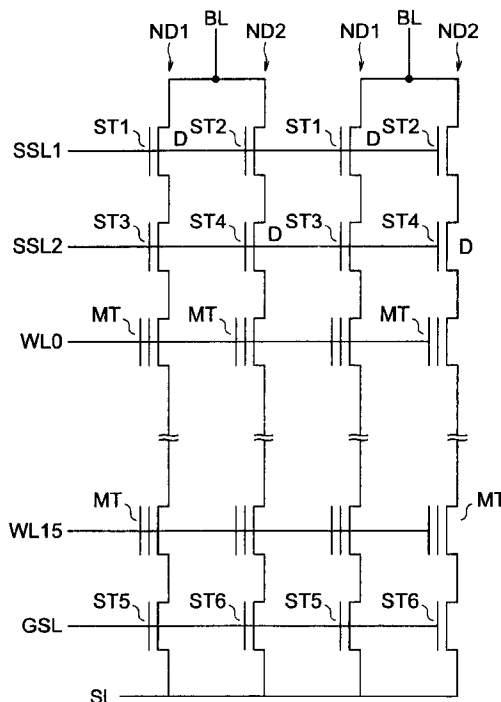 BL BL
ND1 ND2 ND1 ND2
ST1 D ST2 ST1 D ST2
SSL1
ST3 ST4 D ST3 ST4 D
SSL2
MT MT MT
WL0
MT MT
WL15
ST5 ST6 ST5 ST6
GSL
SL